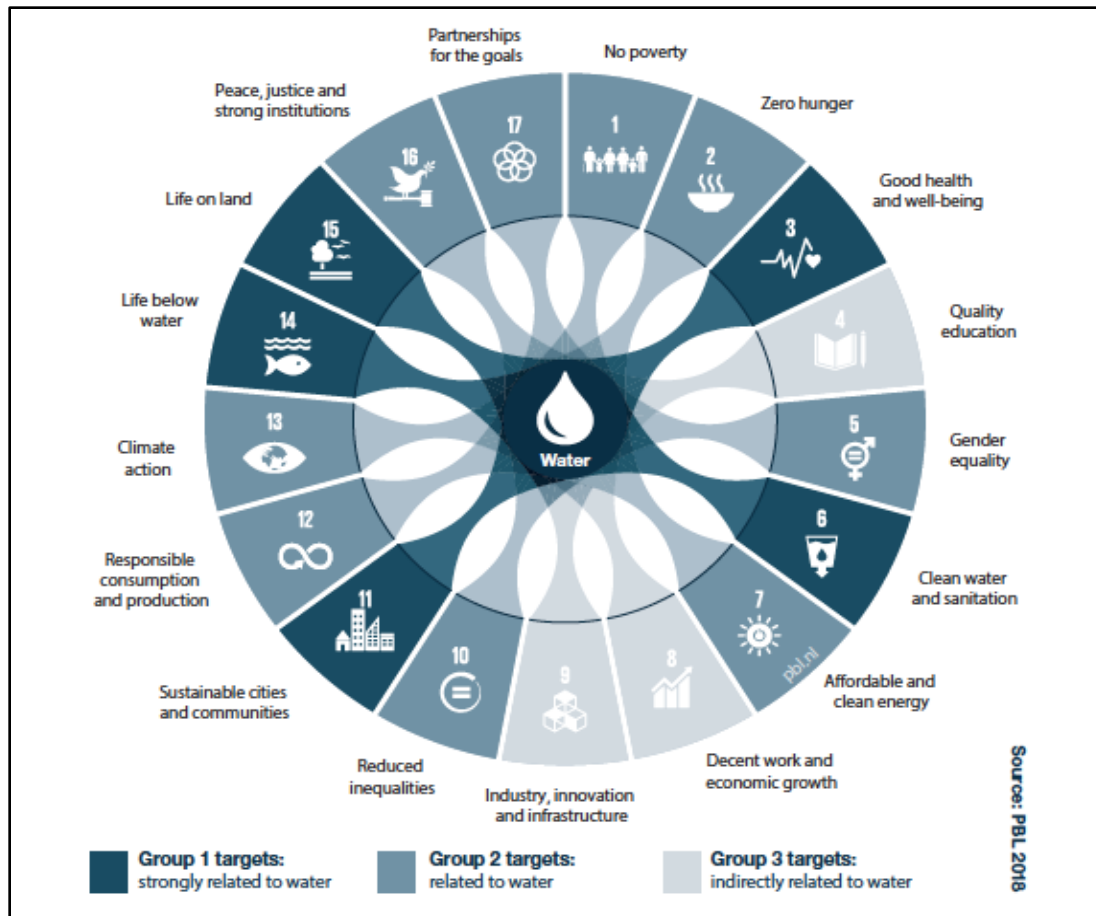 Partnerships
for the goals
No poverty
Zero hunger
Good health
and well-being
Quality
education
Gender
equality
Clean water
and sanitation
Affordable and
clean energy
Decent work and
economic growth
Industry, innovation
and infrastructure
Reduced
inequalities
Sustainable cities
and communities
Responsible
consumption
and production
Climate
action
Life below
water
Life on land
Peace, justice and
strong institutions
17
1
2
3
4
5
6
7
8
9
10
11
12
13
14
15
16
Water
pbl.nl
Source: PBL 2018
Group 1 targets:
strongly related to water
Group 2 targets:
related to water
Group 3 targets:
indirectly related to water